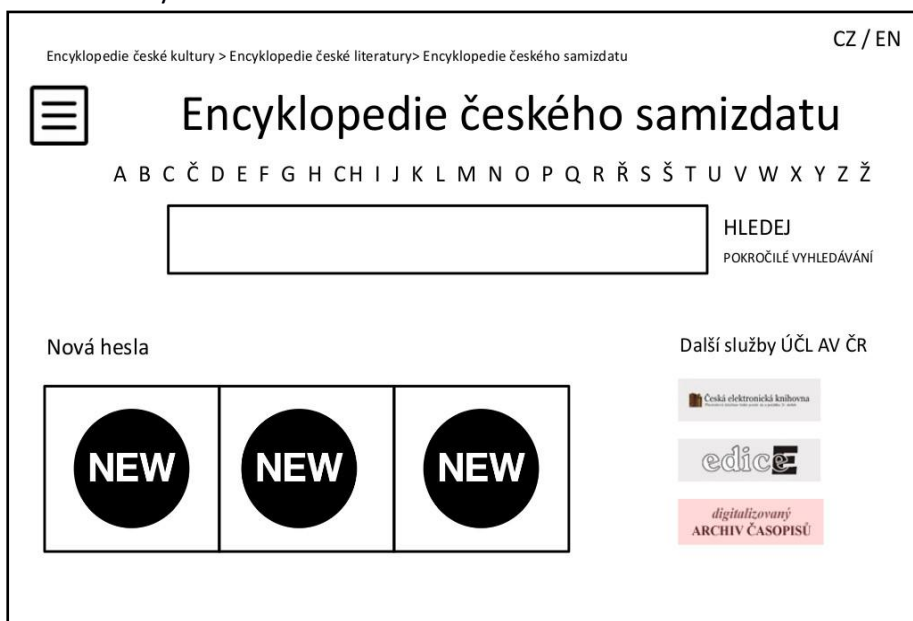 CZ / EN
Encyklopedie české kultury > Encyklopedie české literatury> Encyklopedie českého samizdatu
Encyklopedie českého samizdatu
A B C Č D E F G H CH I J K L M N O P Q R Ř S Š T U V W X Y Z Ž
HLEDEJ
POKROČILÉ VYHLEDÁVÁNÍ
Nová hesla
Další služby ÚČL AV ČR
NEW NEW NEW
Česká elektronická knihovna
edicE
digitalizovaný
ARCHIV ČASOPISŮ